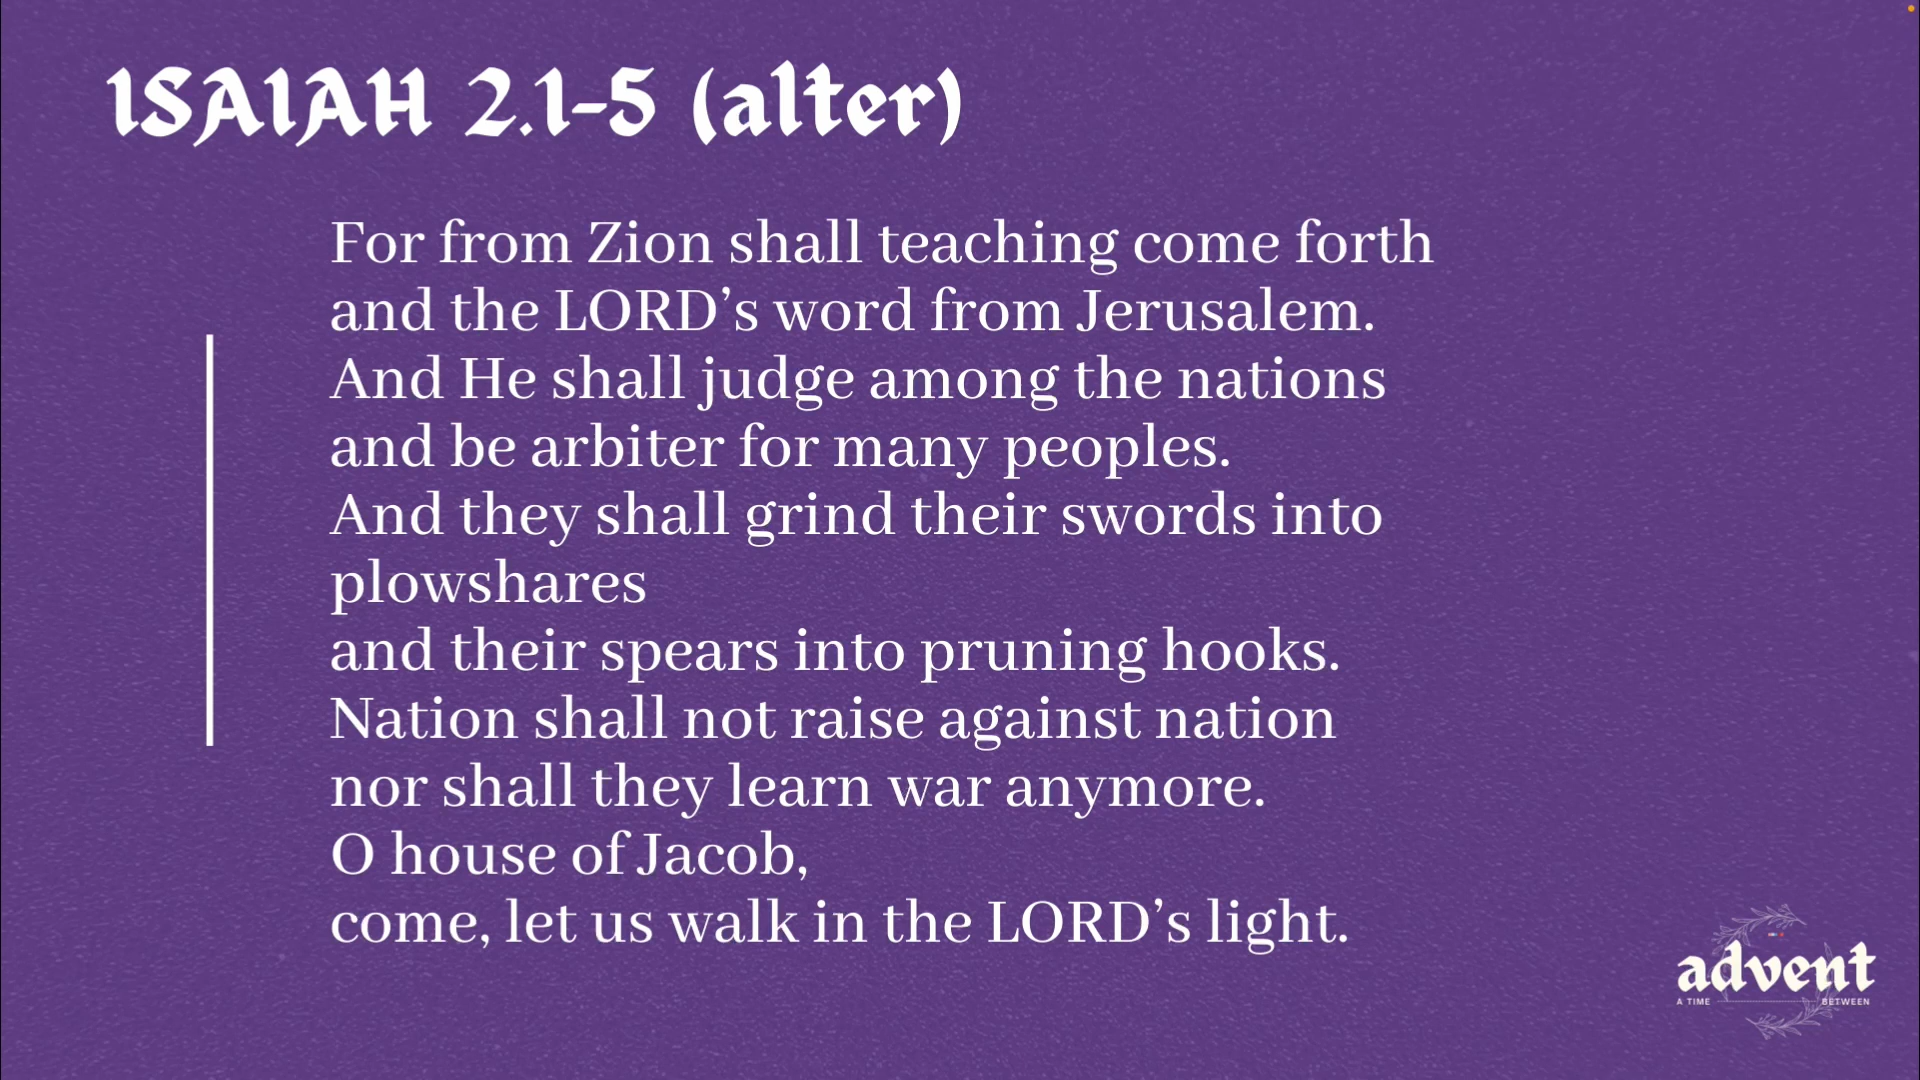 ISAIAH 2.1-5 (alter)
For from Zion shall teaching come forth
and the LORD’s word from Jerusalem.
And He shall judge among the nations
and be arbiter for many peoples.
And they shall grind their swords into
plowshares
and their spears into pruning hooks.
Nation shall not raise against nation
nor shall they learn war anymore.
O house of Jacob,
come, let us walk in the LORD’s light.
advent
A TIME BETWEEN